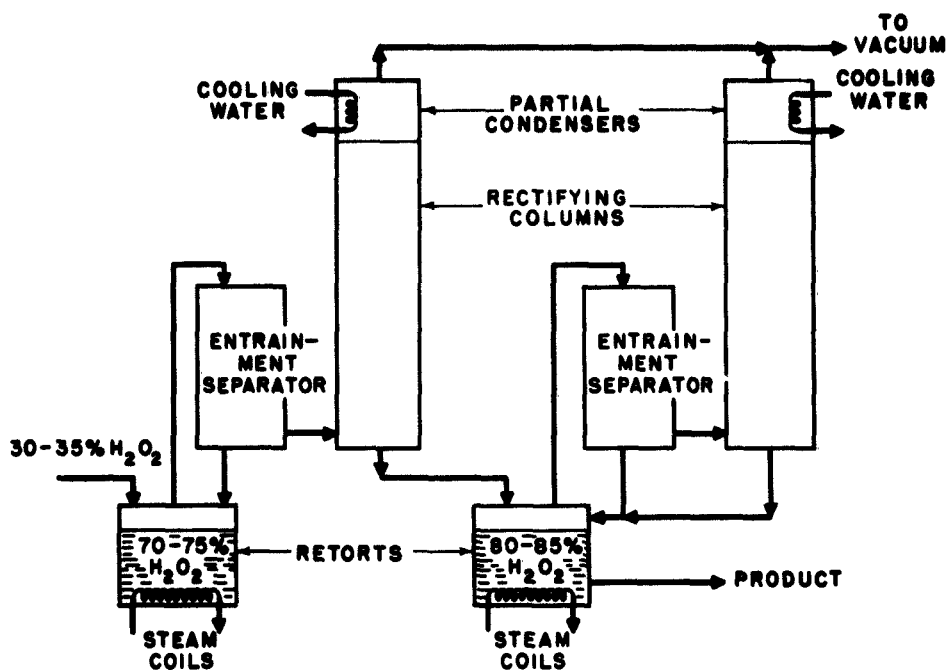 TO
VACUUM
COOLING
WATER
PARTIAL
CONDENSERS
COOLING
WATER
RECTIFYING
COLUMNS
ENTRAIN-
MENT
SEPARATOR
ENTRAIN-
MENT
SEPARATOR
30-35% H₂O₂
70-75%
H₂O₂
RETORTS
80-85%
H₂O₂
PRODUCT
STEAM
COILS
STEAM
COILS